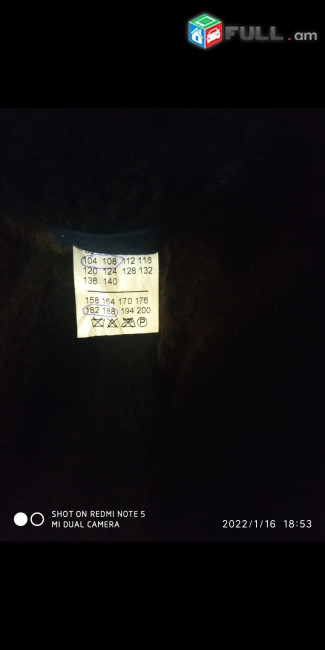 FULL.am
104 108 112 116
120 124 128 132
136 140
158 164 170 176
182 188 194 200
P
SHOT ON REDMI NOTE 5
MI DUAL CAMERA
2022/1/16 18:53